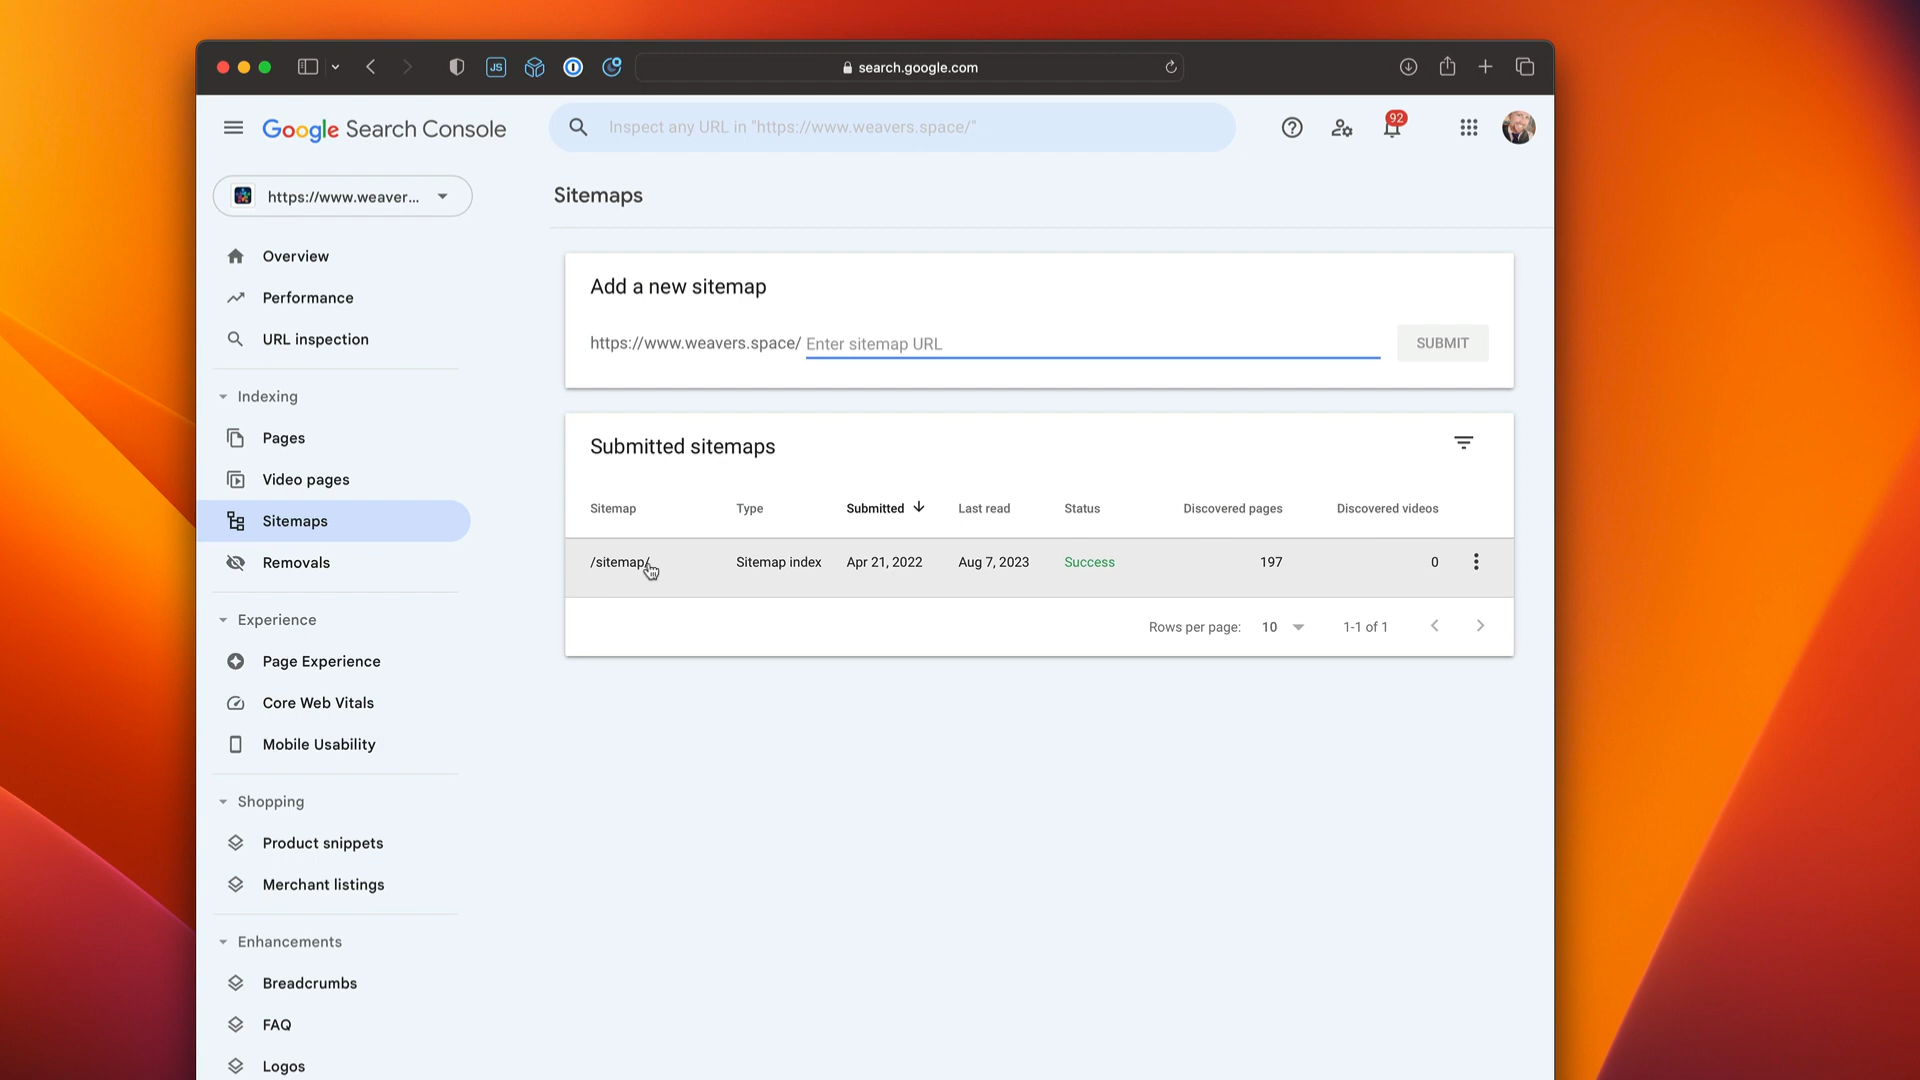 JS
search.google.com
Google Search Console
Inspect any URL in "https://www.weavers.space/"
92
https://www.weaver...
Sitemaps
Overview
Performance
URL inspection
Indexing
Pages
Video pages
Sitemaps
Removals
Experience
Page Experience
Core Web Vitals
Mobile Usability
Shopping
Product snippets
Merchant listings
Enhancements
Breadcrumbs
FAQ
Logos
Add a new sitemap
https://www.weavers.space/ Enter sitemap URL
SUBMIT
Submitted sitemaps
Sitemap Type Submitted Last read Status Discovered pages Discovered videos
/sitemap/ Sitemap index Apr 21, 2022 Aug 7, 2023 Success 197 0
Rows per page: 10 1-1 of 1